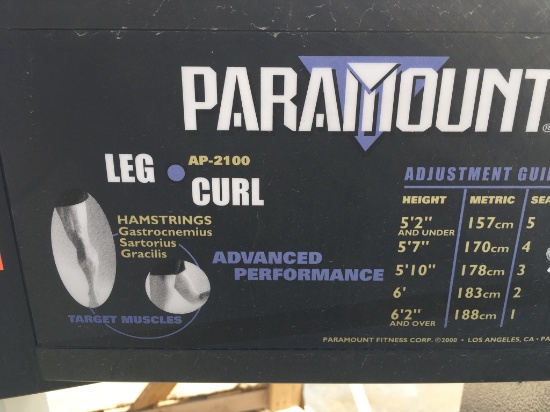 PARAMOUNT®
LEG • CURL
AP-2100
HAMSTRINGS
Gastrocnemius
Sartorius
Gracilis
TARGET MUSCLES
ADVANCED
PERFORMANCE
ADJUSTMENT GUI
HEIGHT METRIC SEA
5'2" AND UNDER 157cm 5
5'7" 170cm 4
5'10" 178cm 3
6' 183cm 2
6'2" AND OVER 188cm 1
PARAMOUNT FITNESS CORP. ©2000 • LOS ANGELES, CA • PA